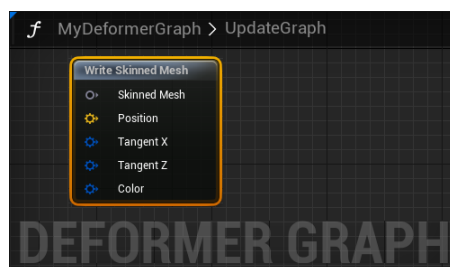 f MyDeformerGraph > UpdateGraph
Write Skinned Mesh
Skinned Mesh
Position
Tangent X
Tangent Z
Color
DEFORMER GRAPH